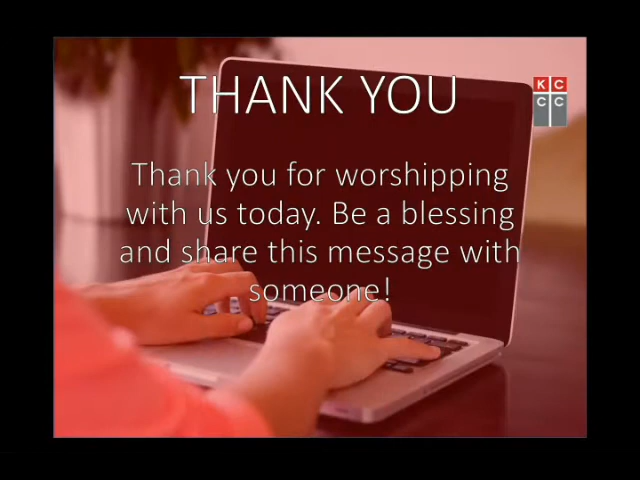 THANK YOU
K C
C C
Thank you for worshipping
with us today. Be a blessing
and share this message with
someone!